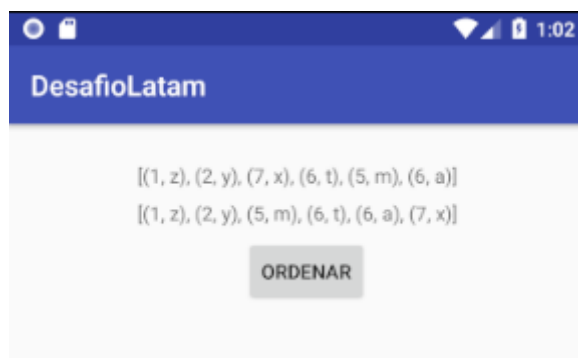 1:02
DesafioLatam
[(1, z), (2, y), (7, x), (6, t), (5, m), (6, a)]
[(1, z), (2, y), (5, m), (6, t), (6, a), (7, x)]
ORDENAR